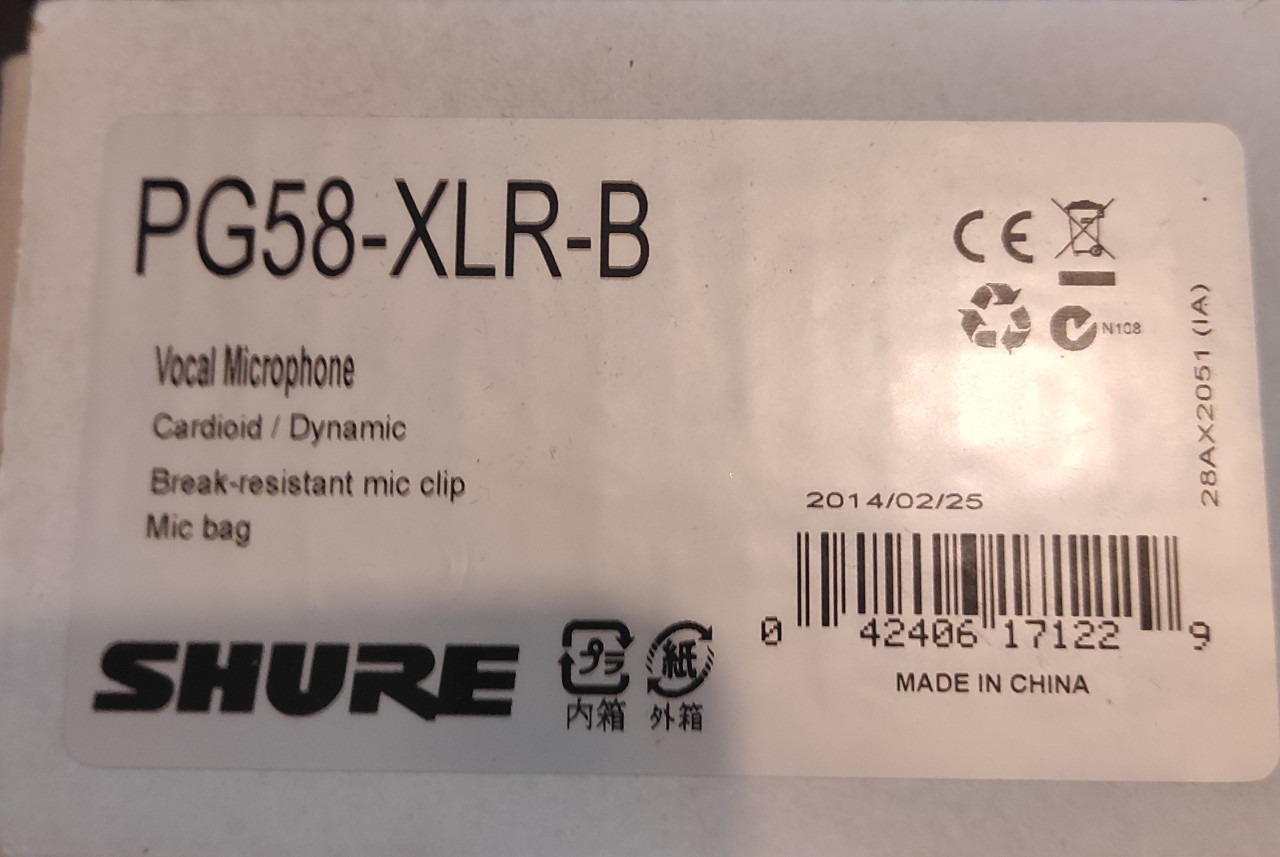 PG58-XLR-B
Vocal Microphone
Cardioid / Dynamic
Break-resistant mic clip
Mic bag
SHURE
プラ
内箱
紙
外箱
CE
N108
28AX2051 (IA)
2014/02/25
0 42406 17122 9
MADE IN CHINA